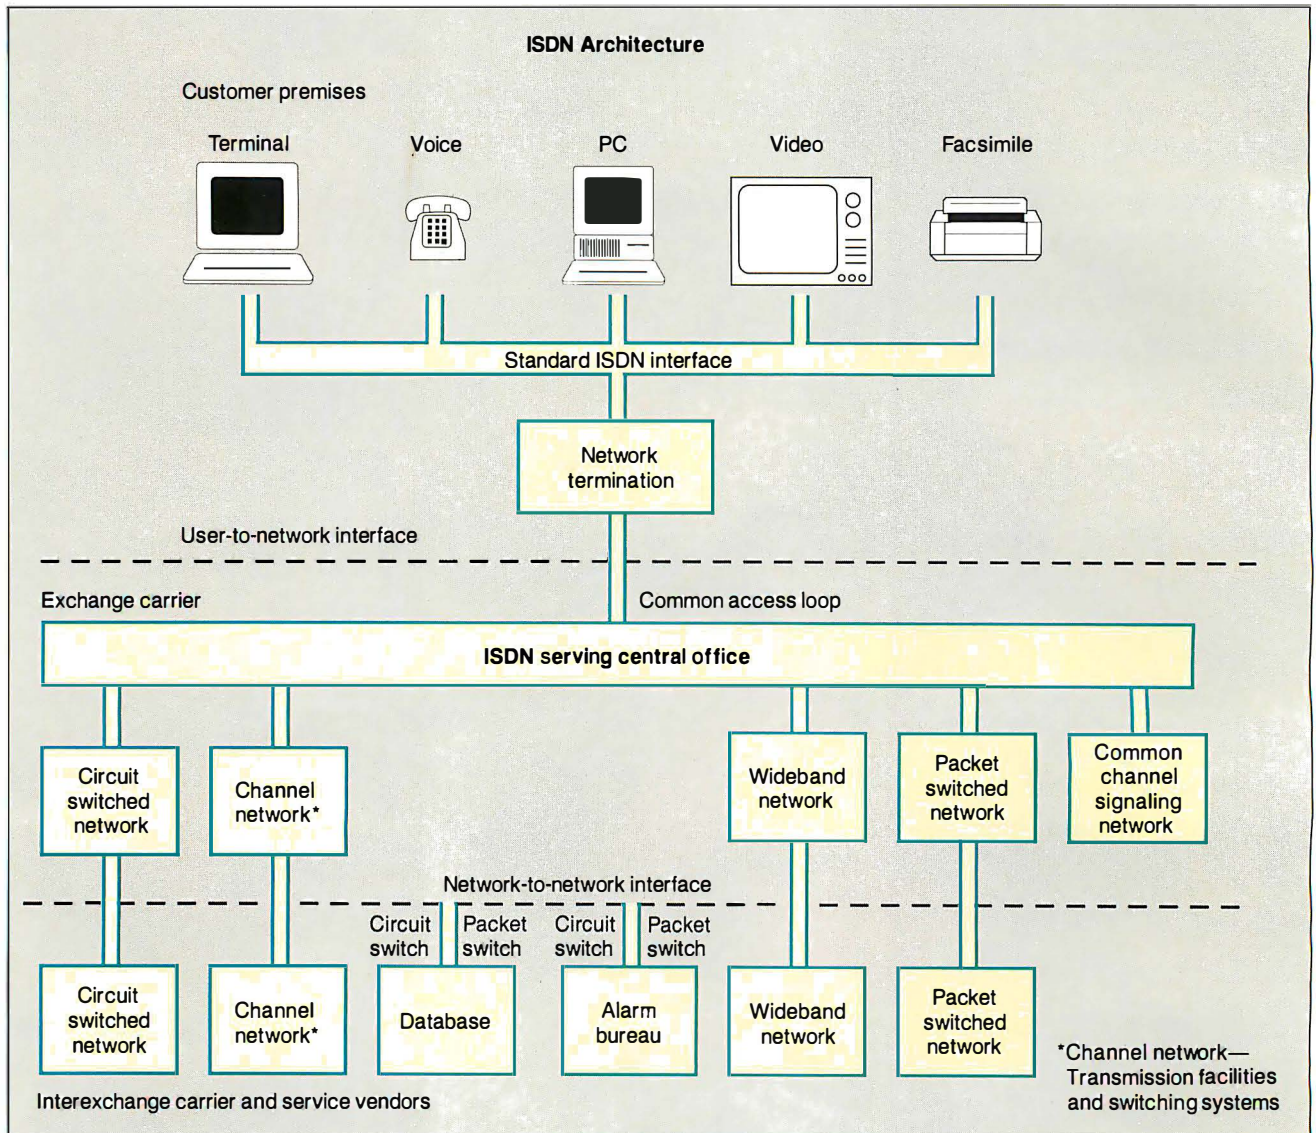 ISDN Architecture
Customer premises
Terminal
Voice
PC
Video
Facsimile
Standard ISDN interface
Network
termination
User-to-network interface
Exchange carrier
Common access loop
ISDN serving central office
Circuit
switched
network
Channel
network*
Wideband
network
Packet
switched
network
Common
channel
signaling
network
Network-to-network interface
Circuit
switch
Packet
switch
Circuit
switch
Packet
switch
Circuit
switched
network
Channel
network*
Database
Alarm
bureau
Wideband
network
Packet
switched
network
*Channel network—
Transmission facilities
and switching systems
Interexchange carrier and service vendors